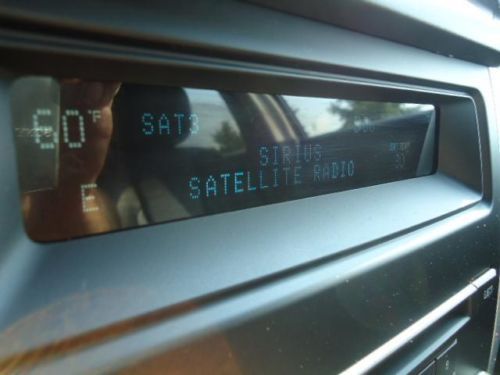 60°F SAT3
SIRIUS
E SATELLITE RADIO